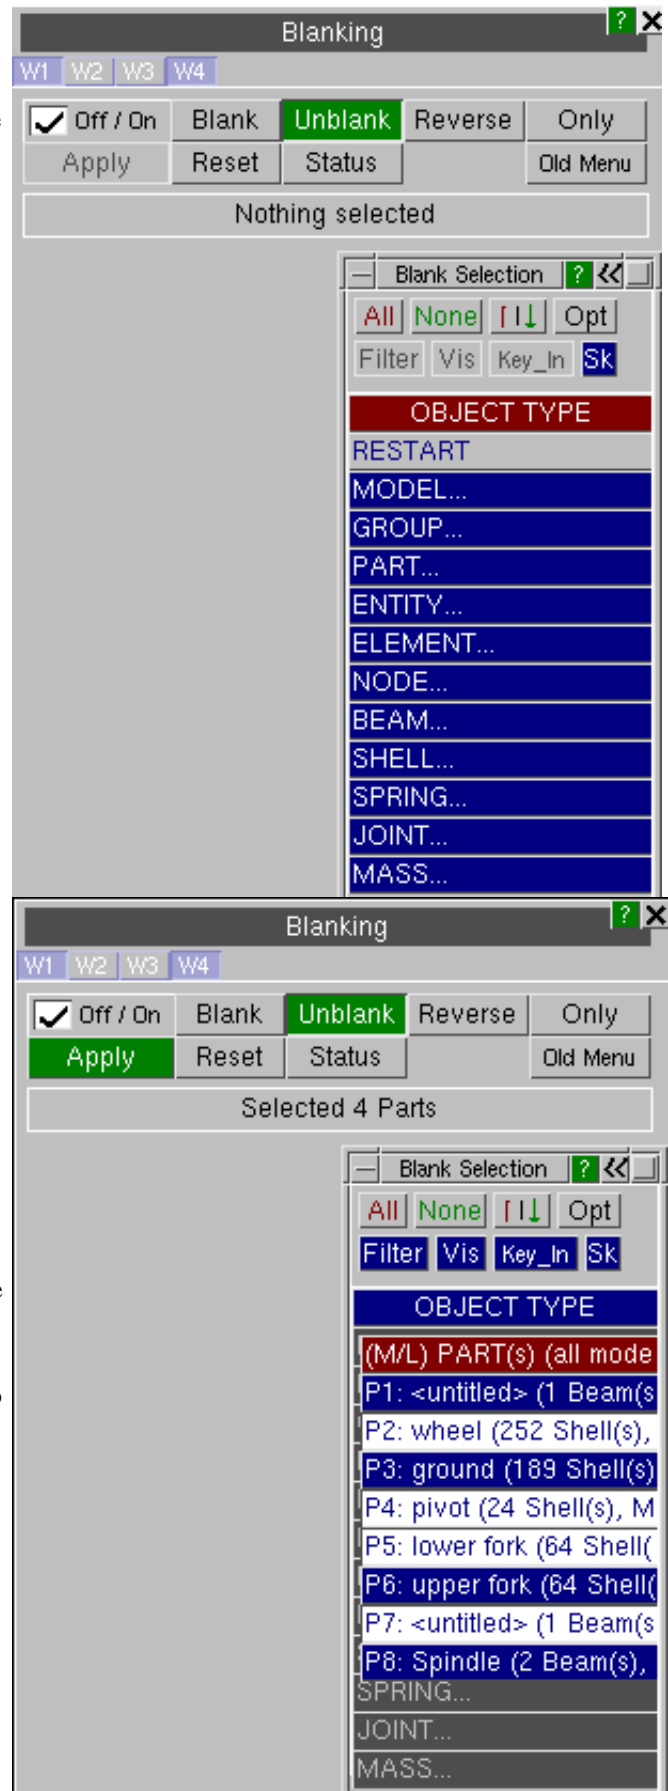 Blanking ? X
W1 W2 W3 W4
Off / On Blank Unblank Reverse Only
Apply Reset Status Old Menu
Nothing selected
Blank Selection ?
All None Opt
Filter Vis Key_In Sk
OBJECT TYPE
RESTART
MODEL...
GROUP...
PART...
ENTITY...
ELEMENT...
NODE...
BEAM...
SHELL...
SPRING...
JOINT...
MASS...
Blanking ? X
W1 W2 W3 W4
Off / On Blank Unblank Reverse Only
Apply Reset Status Old Menu
Selected 4 Parts
Blank Selection ?
All None Opt
Filter Vis Key_In Sk
OBJECT TYPE
(M/L) PART(s) (all mode
P1: <untitled> (1 Beam(s
P2: wheel (252 Shell(s),
P3: ground (189 Shell(s)
P4: pivot (24 Shell(s), M
P5: lower fork (64 Shell(
P6: upper fork (64 Shell(
P7: <untitled> (1 Beam(s
P8: Spindle (2 Beam(s),
SPRING...
JOINT...
MASS...